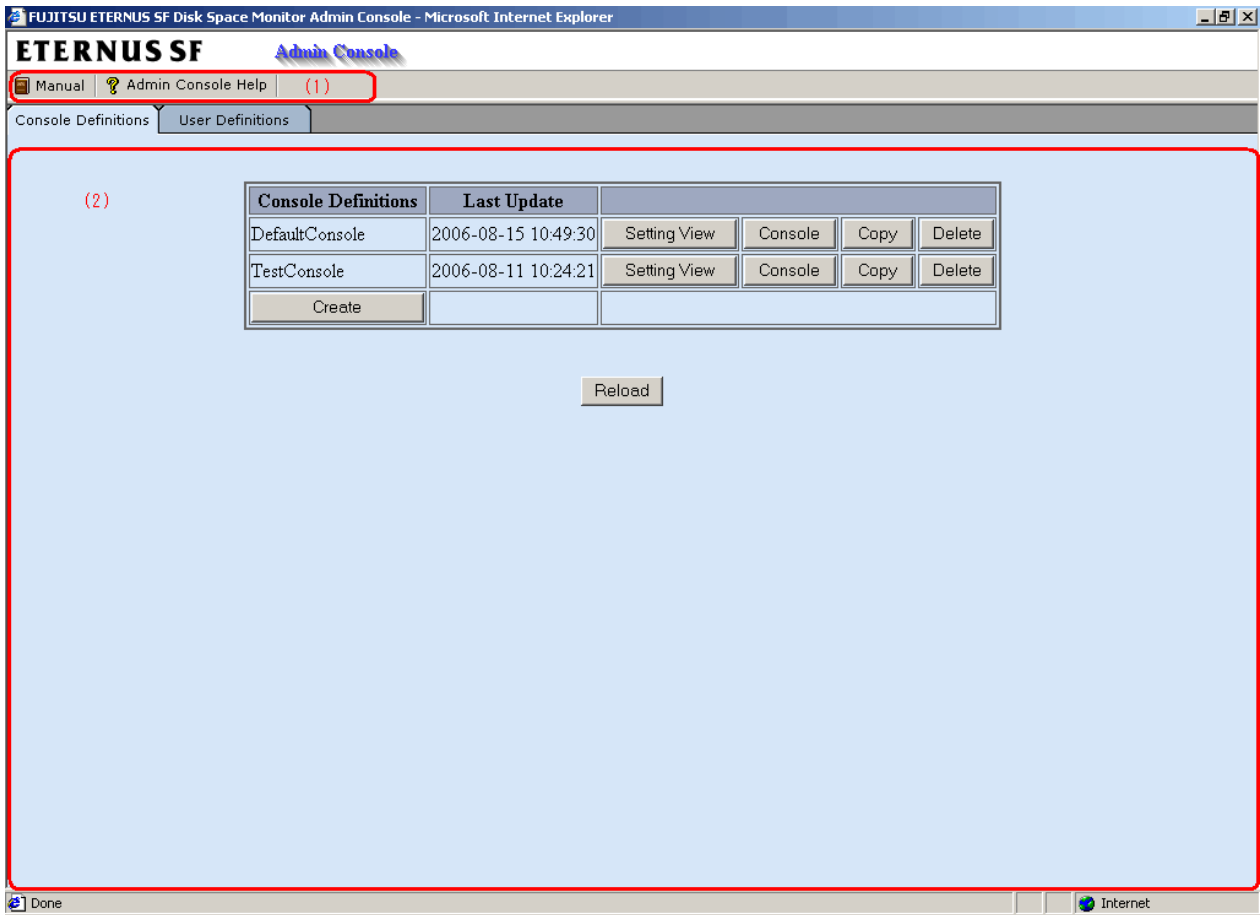 FUJITSU ETERNUS SF Disk Space Monitor Admin Console - Microsoft Internet Explorer
ETERNUS SF Admin Console
Manual Admin Console Help (1)
Console Definitions User Definitions
(2)
Console Definitions Last Update
DefaultConsole 2006-08-15 10:49:30 Setting View Console Copy Delete
TestConsole 2006-08-11 10:24:21 Setting View Console Copy Delete
Create
Reload
Done Internet